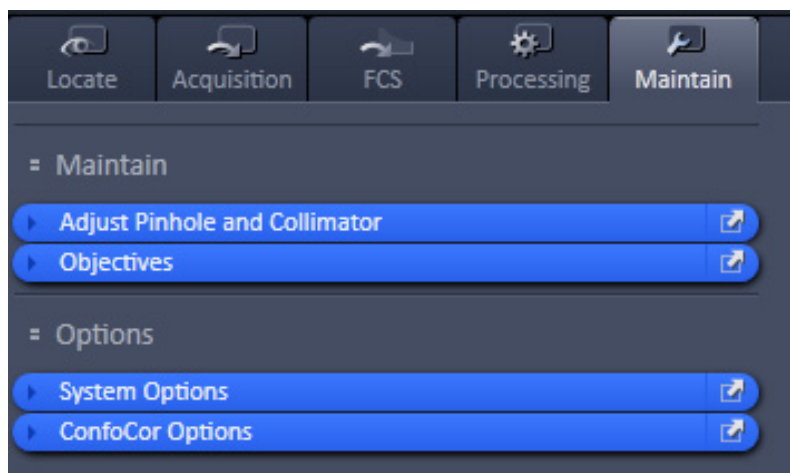 Locate Acquisition FCS Processing Maintain
Maintain
Adjust Pinhole and Collimator
Objectives
Options
System Options
ConfoCor Options